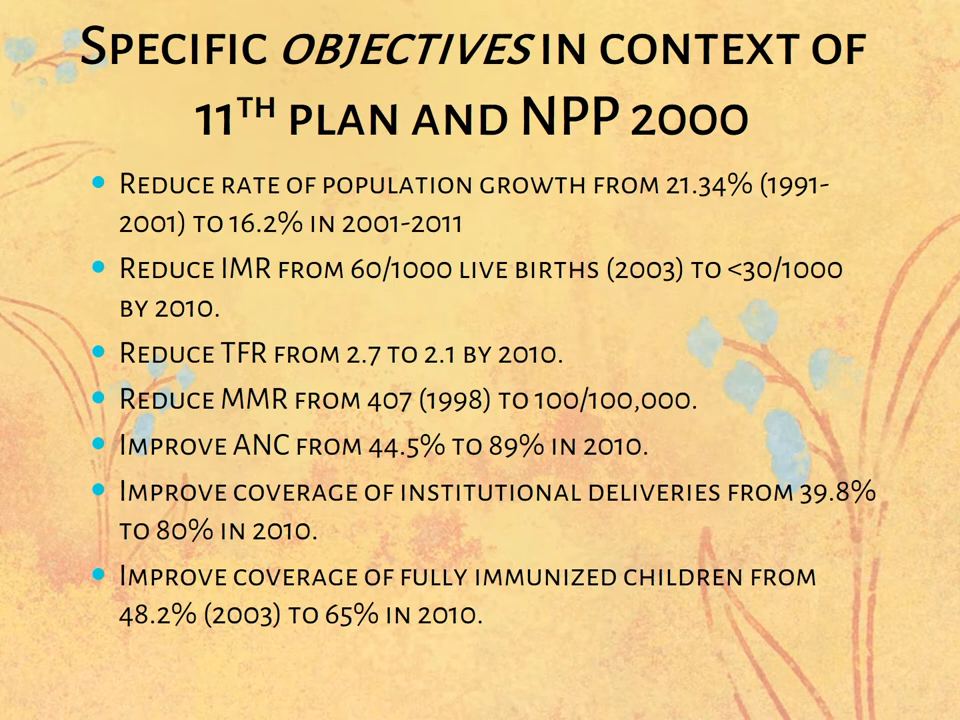 Specific objectives in context of
11th plan and NPP 2000
Reduce rate of population growth from 21.34% (1991-
2001) to 16.2% in 2001-2011
Reduce IMR from 60/1000 live births (2003) to <30/1000
by 2010.
Reduce TFR from 2.7 to 2.1 by 2010.
Reduce MMR from 407 (1998) to 100/100,000.
Improve ANC from 44.5% to 89% in 2010.
Improve coverage of institutional deliveries from 39.8%
to 80% in 2010.
Improve coverage of fully immunized children from
48.2% (2003) to 65% in 2010.